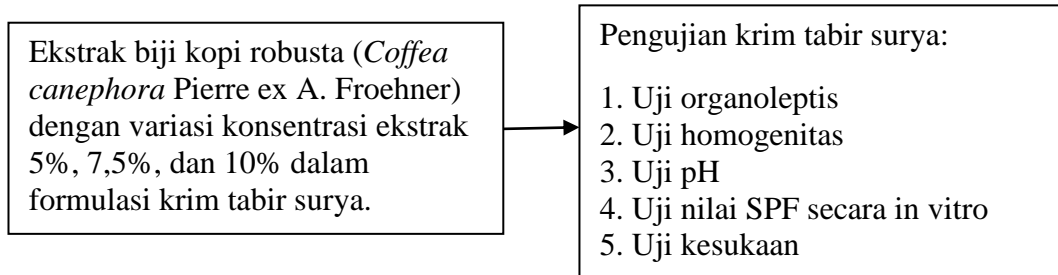 Ekstrak biji kopi robusta (Coffea
canephora Pierre ex A. Froehner)
dengan variasi konsentrasi ekstrak
5%, 7,5%, dan 10% dalam
formulasi krim tabir surya.
Pengujian krim tabir surya:
1. Uji organoleptis
2. Uji homogenitas
3. Uji pH
4. Uji nilai SPF secara in vitro
5. Uji kesukaan